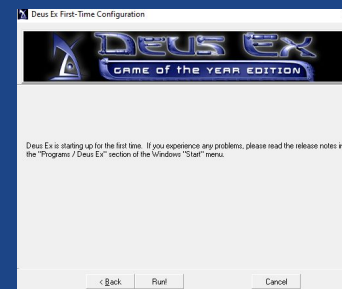 Deus Ex First-Time Configuration
DEUS EX
GAME OF THE YEAR EDITION
Deus Ex is starting up for the first time. If you experience any problems, please read the release notes in
the "Programs / Deus Ex" section of the Windows "Start" menu.
< Back
Run!
Cancel